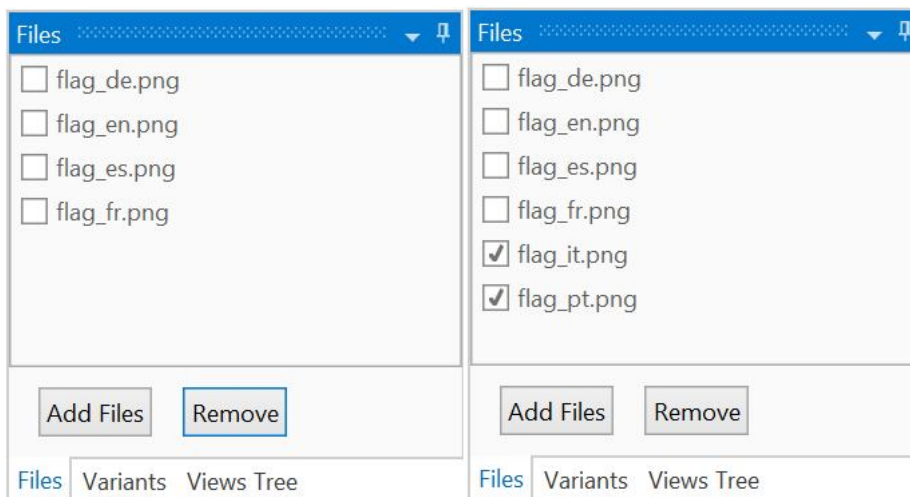 Files
flag_de.png
flag_en.png
flag_es.png
flag_fr.png
Add Files Remove
Files Variants Views Tree
Files
flag_de.png
flag_en.png
flag_es.png
flag_fr.png
flag_it.png
flag_pt.png
Add Files Remove
Files Variants Views Tree